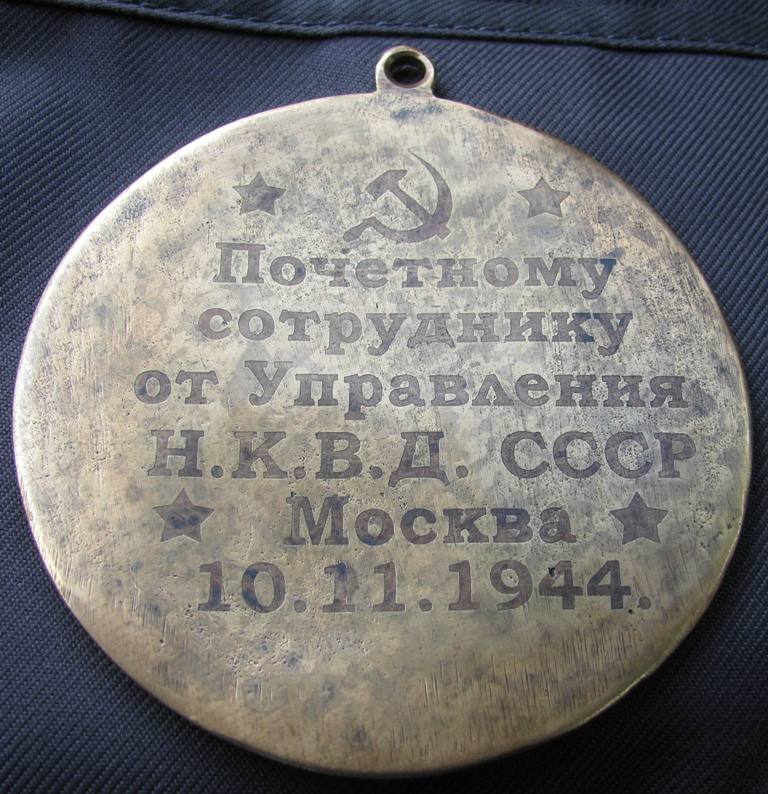 Почетному
сотруднику
от Управления
Н.К.В.Д. СССР
Москва
10.11.1944.